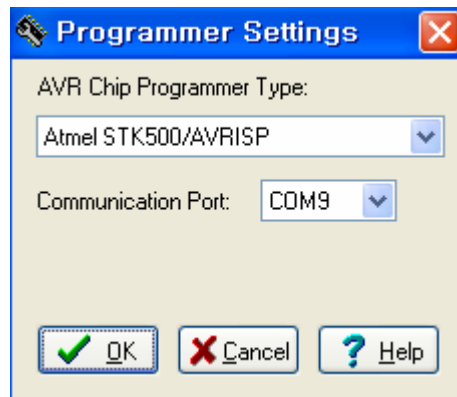 Programmer Settings
AVR Chip Programmer Type:
Atmel STK500/AVRISP
Communication Port: COM9
OK Cancel Help